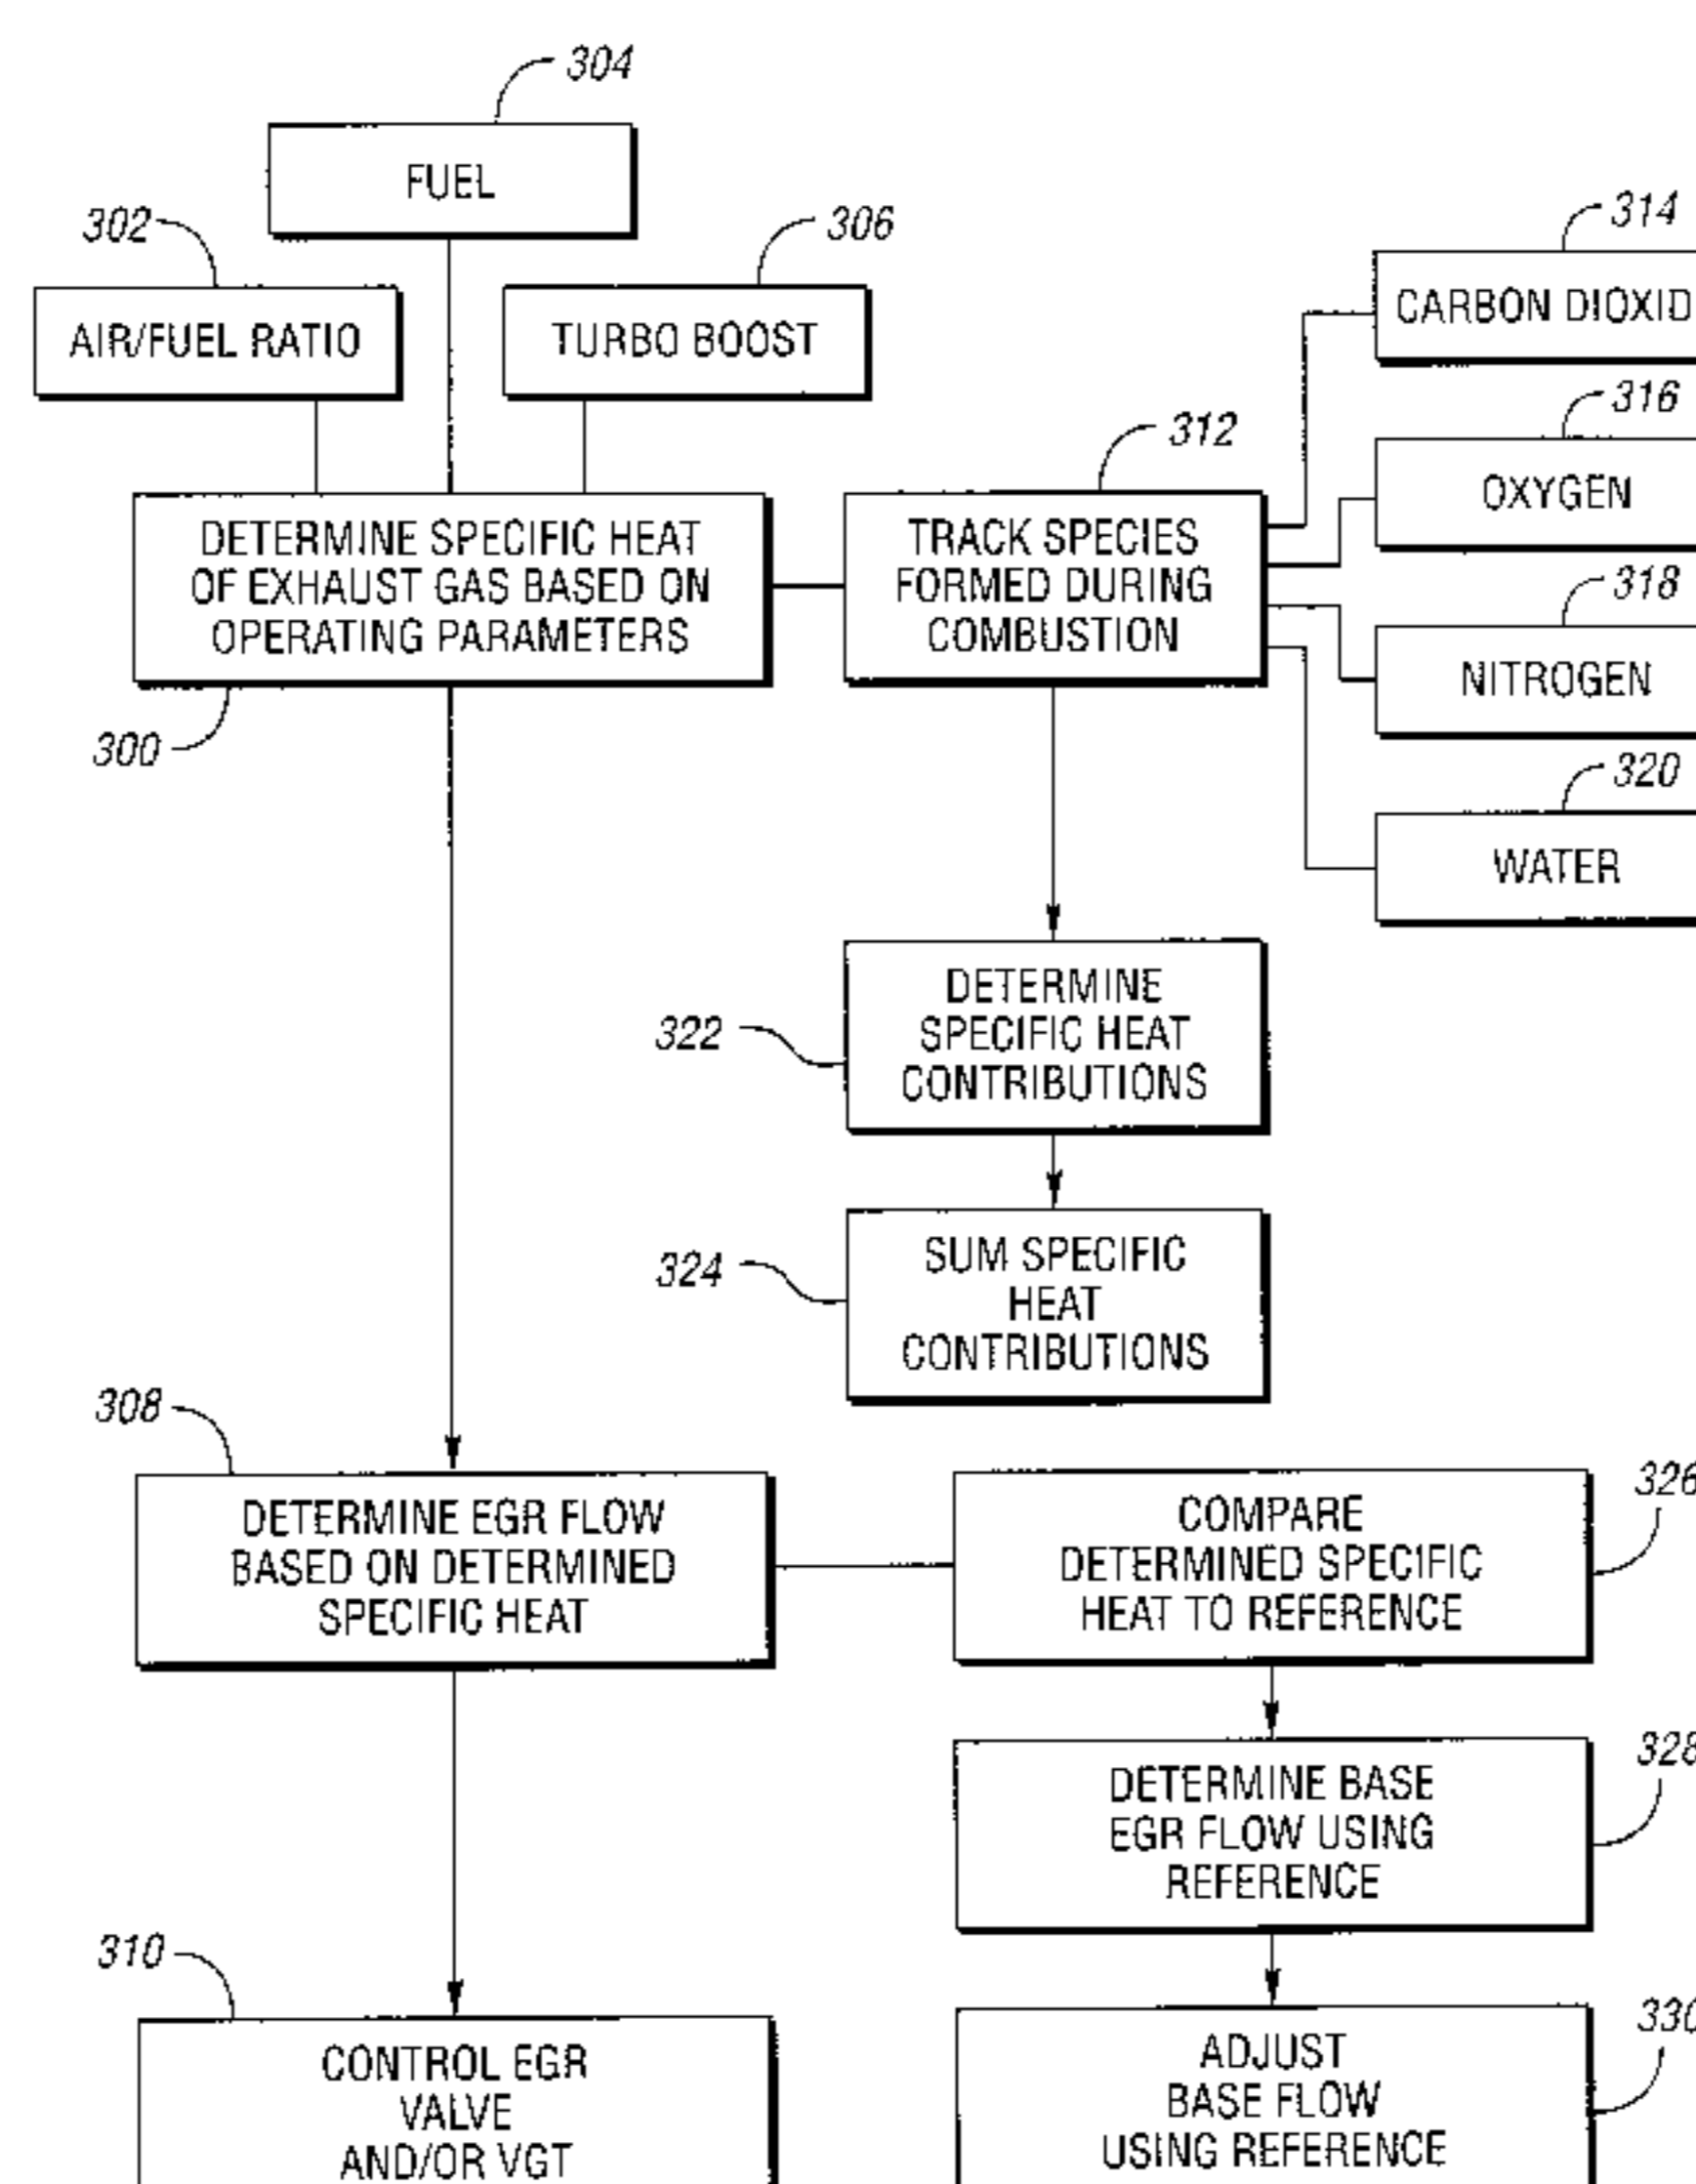 304
FUEL
302
306
AIR/FUEL RATIO
TURBO BOOST
314
CARBON DIOXID
316
OXYGEN
312
318
NITROGEN
320
WATER
DETERMINE SPECIFIC HEAT
OF EXHAUST GAS BASED ON
OPERATING PARAMETERS
300
TRACK SPECIES
FORMED DURING
COMBUSTION
322
DETERMINE
SPECIFIC HEAT
CONTRIBUTIONS
324
SUM SPECIFIC
HEAT
CONTRIBUTIONS
308
DETERMINE EGR FLOW
BASED ON DETERMINED
SPECIFIC HEAT
326
COMPARE
DETERMINED SPECIFIC
HEAT TO REFERENCE
328
DETERMINE BASE
EGR FLOW USING
REFERENCE
310
CONTROL EGR
VALVE
AND/OR VGT
330
ADJUST
BASE FLOW
USING REFERENCE